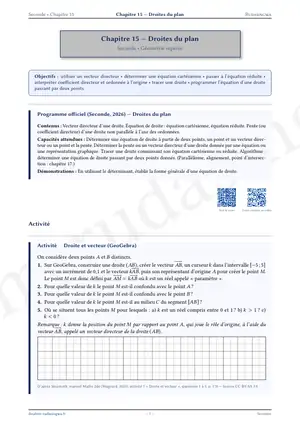 Seconde • Chapitre 15
Chapitre 15 — Droites du plan
Chapitre 15 — Droites du plan
Seconde • Géométrie repérée
Objectifs : utiliser un vecteur directeur • déterminer une équation cartésienne • passer à l'équation réduite •
interpréter coefficient directeur et ordonnée à l'origine • tracer une droite • programmer l'équation d'une droite
passant par deux points.
Programme officiel (Seconde, 2026) — Droites du plan
Contenus : Vecteur directeur d'une droite. Équation de droite : équation cartésienne, équation réduite. Pente (ou
coefficient directeur) d'une droite non parallèle à l'axe des ordonnées.
Capacités attendues : Déterminer une équation de droite à partir de deux points, un point et un vecteur direc-
teur ou un point et la pente. Déterminer la pente ou un vecteur directeur d'une droite donnée par une équation ou
une représentation graphique. Tracer une droite connaissant son équation cartésienne ou réduite. Algorithme :
déterminer une équation de droite passant par deux points donnés. (Parallélisme, alignement, point d'intersec-
tion : chapitre 17.)
Démonstrations : En utilisant le déterminant, établir la forme générale d'une équation de droite.
Activité
Activité Droite et vecteur (GeoGebra)
On considère deux points A et B distincts.
1. Sur GeoGebra, construire une droite (AB), créer le vecteur AB, un curseur k dans l'intervalle [−5 ; 5]
avec un incrément de 0,1 et le vecteur kAB, puis son représentant d'origine A pour créer le point M.
Le point M est donc défini par AM = kAB où k est un réel appelé « paramètre ».
2. Pour quelle valeur de k le point M est-il confondu avec le point A ?
3. Pour quelle valeur de k le point M est-il confondu avec le point B ?
4. Pour quelle valeur de k le point M est-il au milieu C du segment [AB] ?
5. Où se situent tous les points M pour lesquels : a) k est un réel compris entre 0 et 1 ? b) k > 1 ? c)
k < 0 ?
Remarque : k donne la position du point M par rapport au point A, qui joue le rôle d'origine, à l'aide du
vecteur AB, appelé un vecteur directeur de la droite (AB).